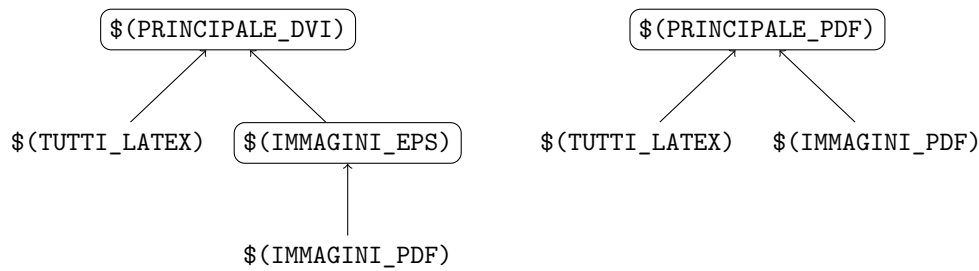 $(PRINCIPALE_DVI) $(PRINCIPALE_PDF)
$(TUTTI_LATEX) $(IMMAGINI_EPS) $(TUTTI_LATEX) $(IMMAGINI_PDF)
$(IMMAGINI_PDF)